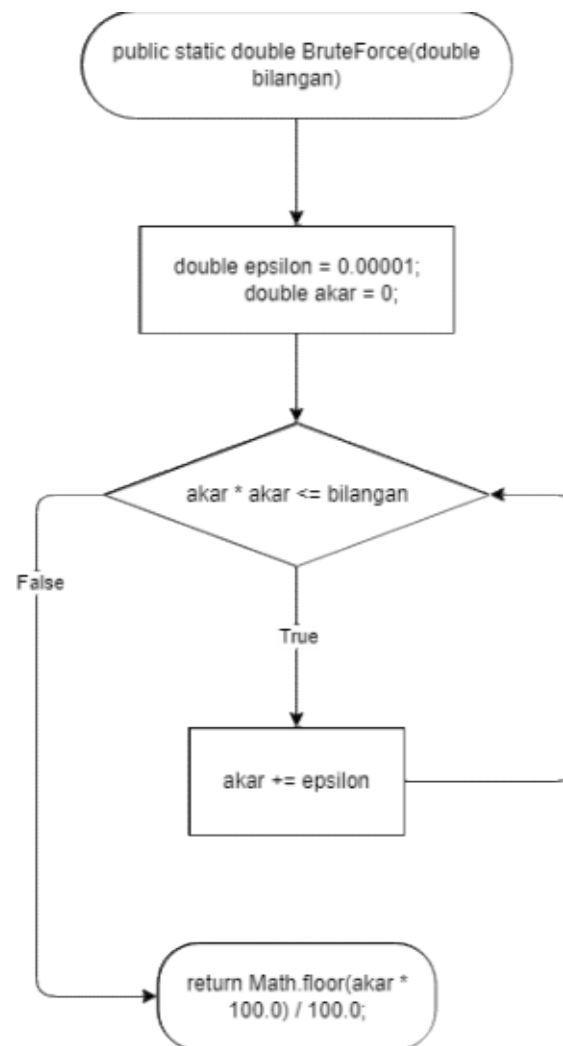 public static double BruteForce(double
bilangan)
double epsilon = 0.00001;
double akar = 0;
akar * akar <= bilangan
False
True
akar += epsilon
return Math.floor(akar *
100.0) / 100.0;